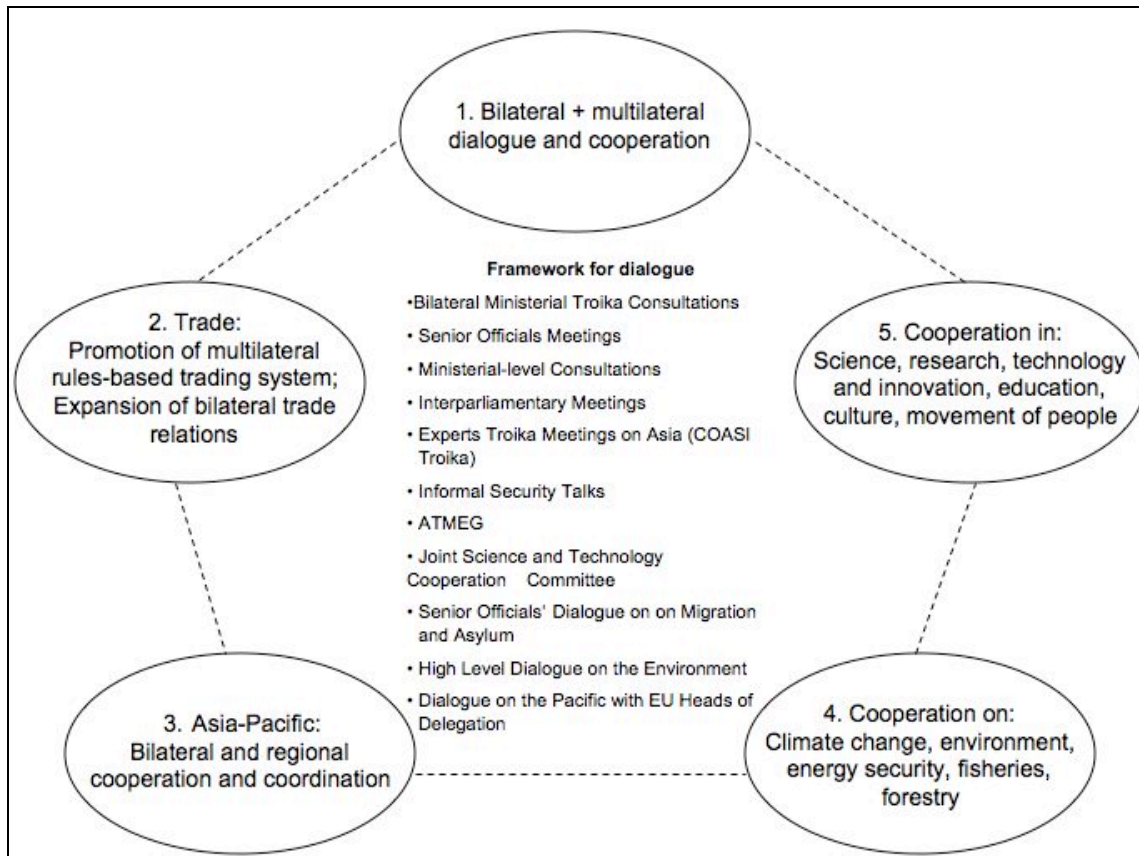 1. Bilateral + multilateral
dialogue and cooperation
Framework for dialogue
•Bilateral Ministerial Troika Consultations
• Senior Officials Meetings
• Ministerial-level Consultations
• Interparliamentary Meetings
• Experts Troika Meetings on Asia (COASI
Troika)
• Informal Security Talks
• ATMEG
• Joint Science and Technology
Cooperation Committee
• Senior Officials' Dialogue on on Migration
and Asylum
• High Level Dialogue on the Environment
• Dialogue on the Pacific with EU Heads of
Delegation
2. Trade:
Promotion of multilateral
rules-based trading system;
Expansion of bilateral trade
relations
3. Asia-Pacific:
Bilateral and regional
cooperation and coordination
4. Cooperation on:
Climate change, environment,
energy security, fisheries,
forestry
5. Cooperation in:
Science, research, technology
and innovation, education,
culture, movement of people